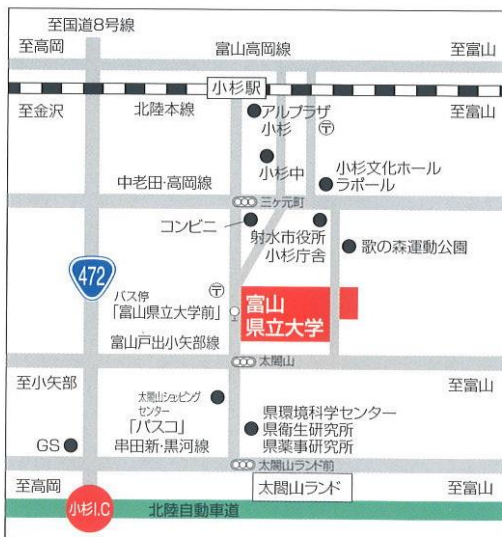 至国道8号線
至高岡
富山高岡線
至富山
小杉駅
至金沢
北陸本線
至富山
アルプラザ
小杉
〒
小杉中
小杉文化ホール
ラポール
中老田・高岡線
三ヶ元町
コンビニ
射水市役所
小杉庁舎
歌の森運動公園
472
〒
バス停
「富山県立大学前」
富山
県立大学
富山戸出小矢部線
太閤山
至小矢部
至富山
太閤山ショッピング
センター
「パスコ」
県環境科学センター
県衛生研究所
県薬事研究所
GS
串田新・黒河線
太閤山ランド前
至高岡
太閤山ランド
至富山
小杉I.C
北陸自動車道